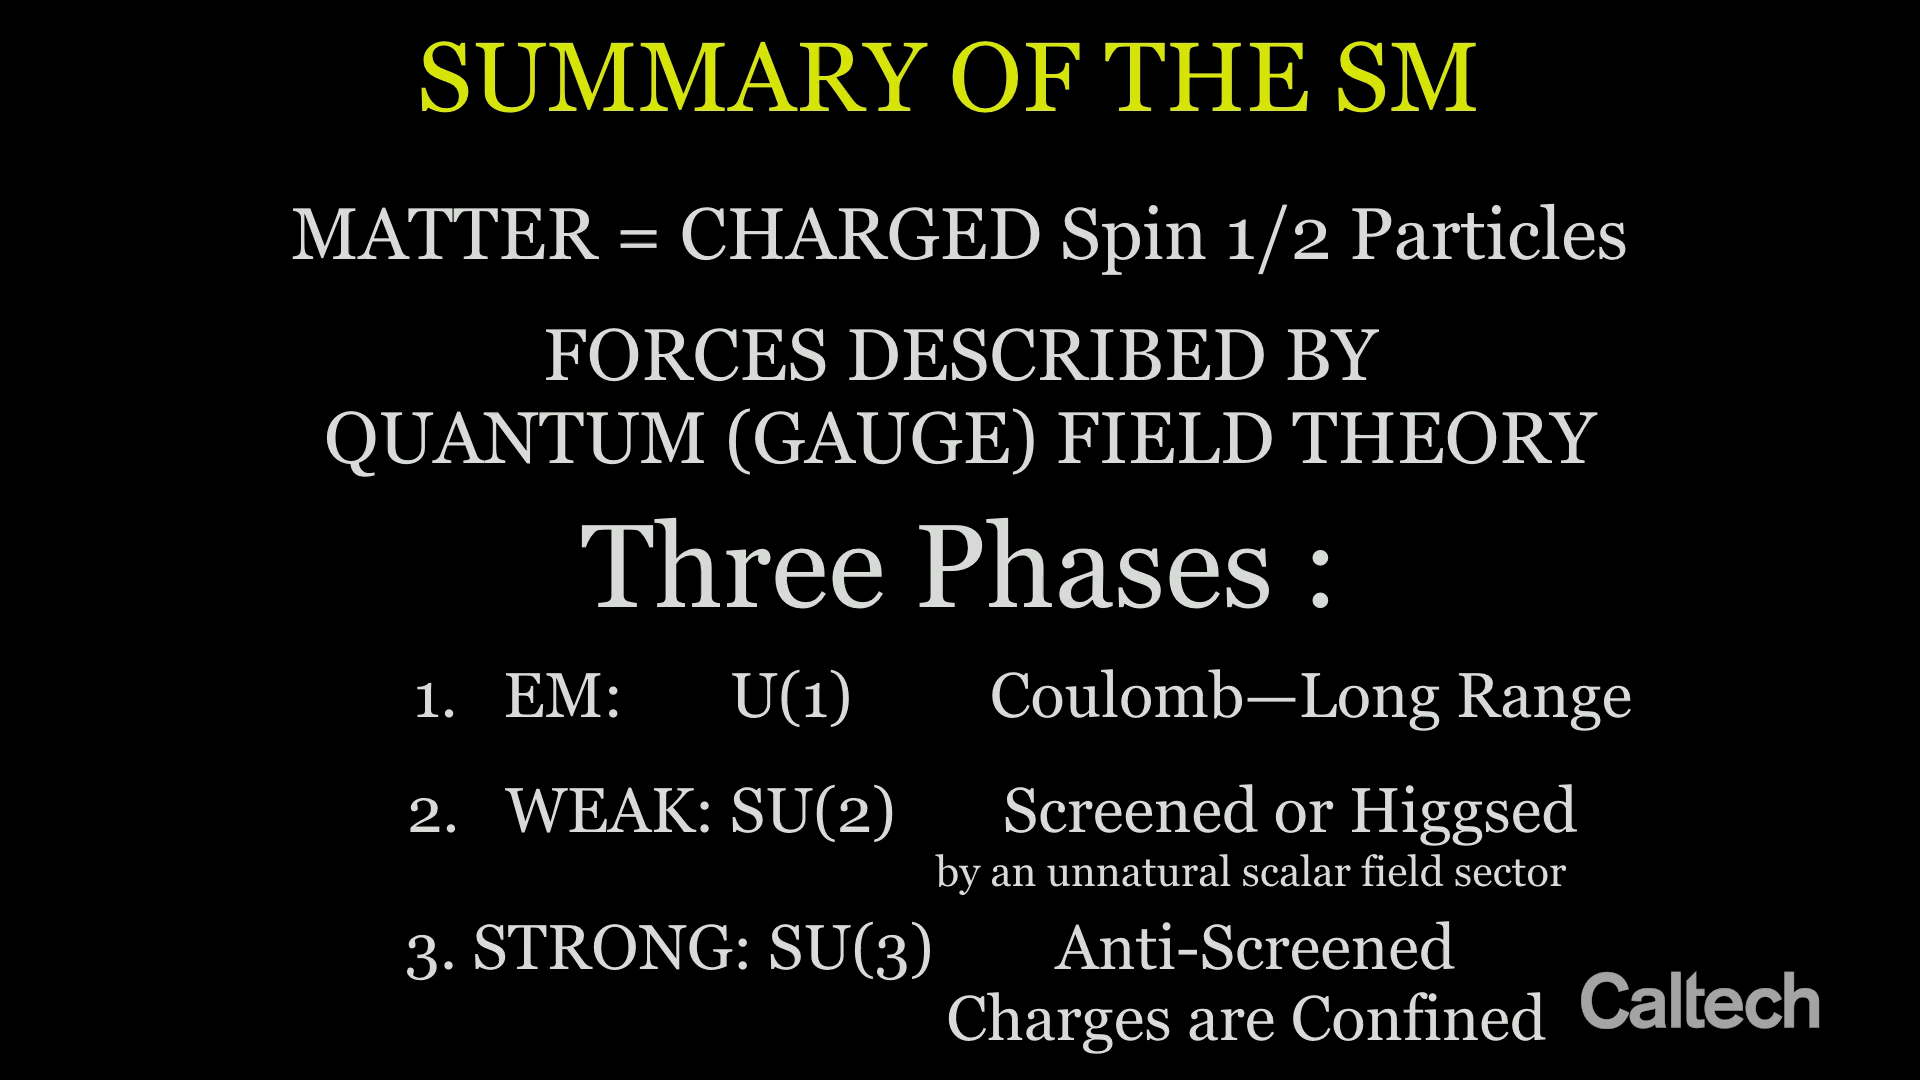 SUMMARY OF THE SM
MATTER = CHARGED Spin 1/2 Particles
FORCES DESCRIBED BY
QUANTUM (GAUGE) FIELD THEORY
Three Phases :
1. EM: U(1) Coulomb—Long Range
2. WEAK: SU(2) Screened or Higgsed
by an unnatural scalar field sector
3. STRONG: SU(3) Anti-Screened
Charges are Confined
Caltech